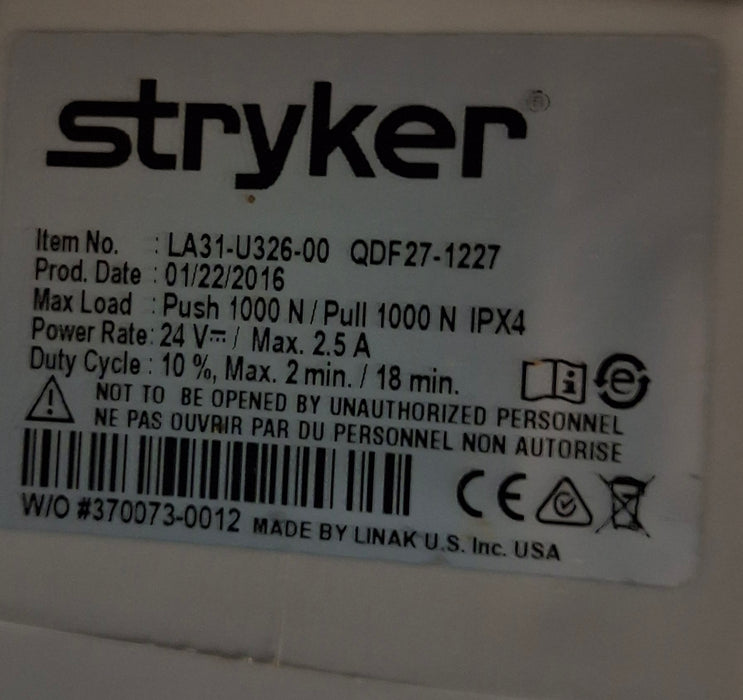 stryker®
Item No. : LA31-U326-00 QDF27-1227
Prod. Date : 01/22/2016
Max Load : Push 1000 N / Pull 1000 N IPX4
Power Rate: 24 V⎓ / Max. 2.5 A
Duty Cycle : 10 %, Max. 2 min. / 18 min.
NOT TO BE OPENED BY UNAUTHORIZED PERSONNEL
NE PAS OUVRIR PAR DU PERSONNEL NON AUTORISE
CE
W/O #370073-0012 MADE BY LINAK U.S. Inc. USA